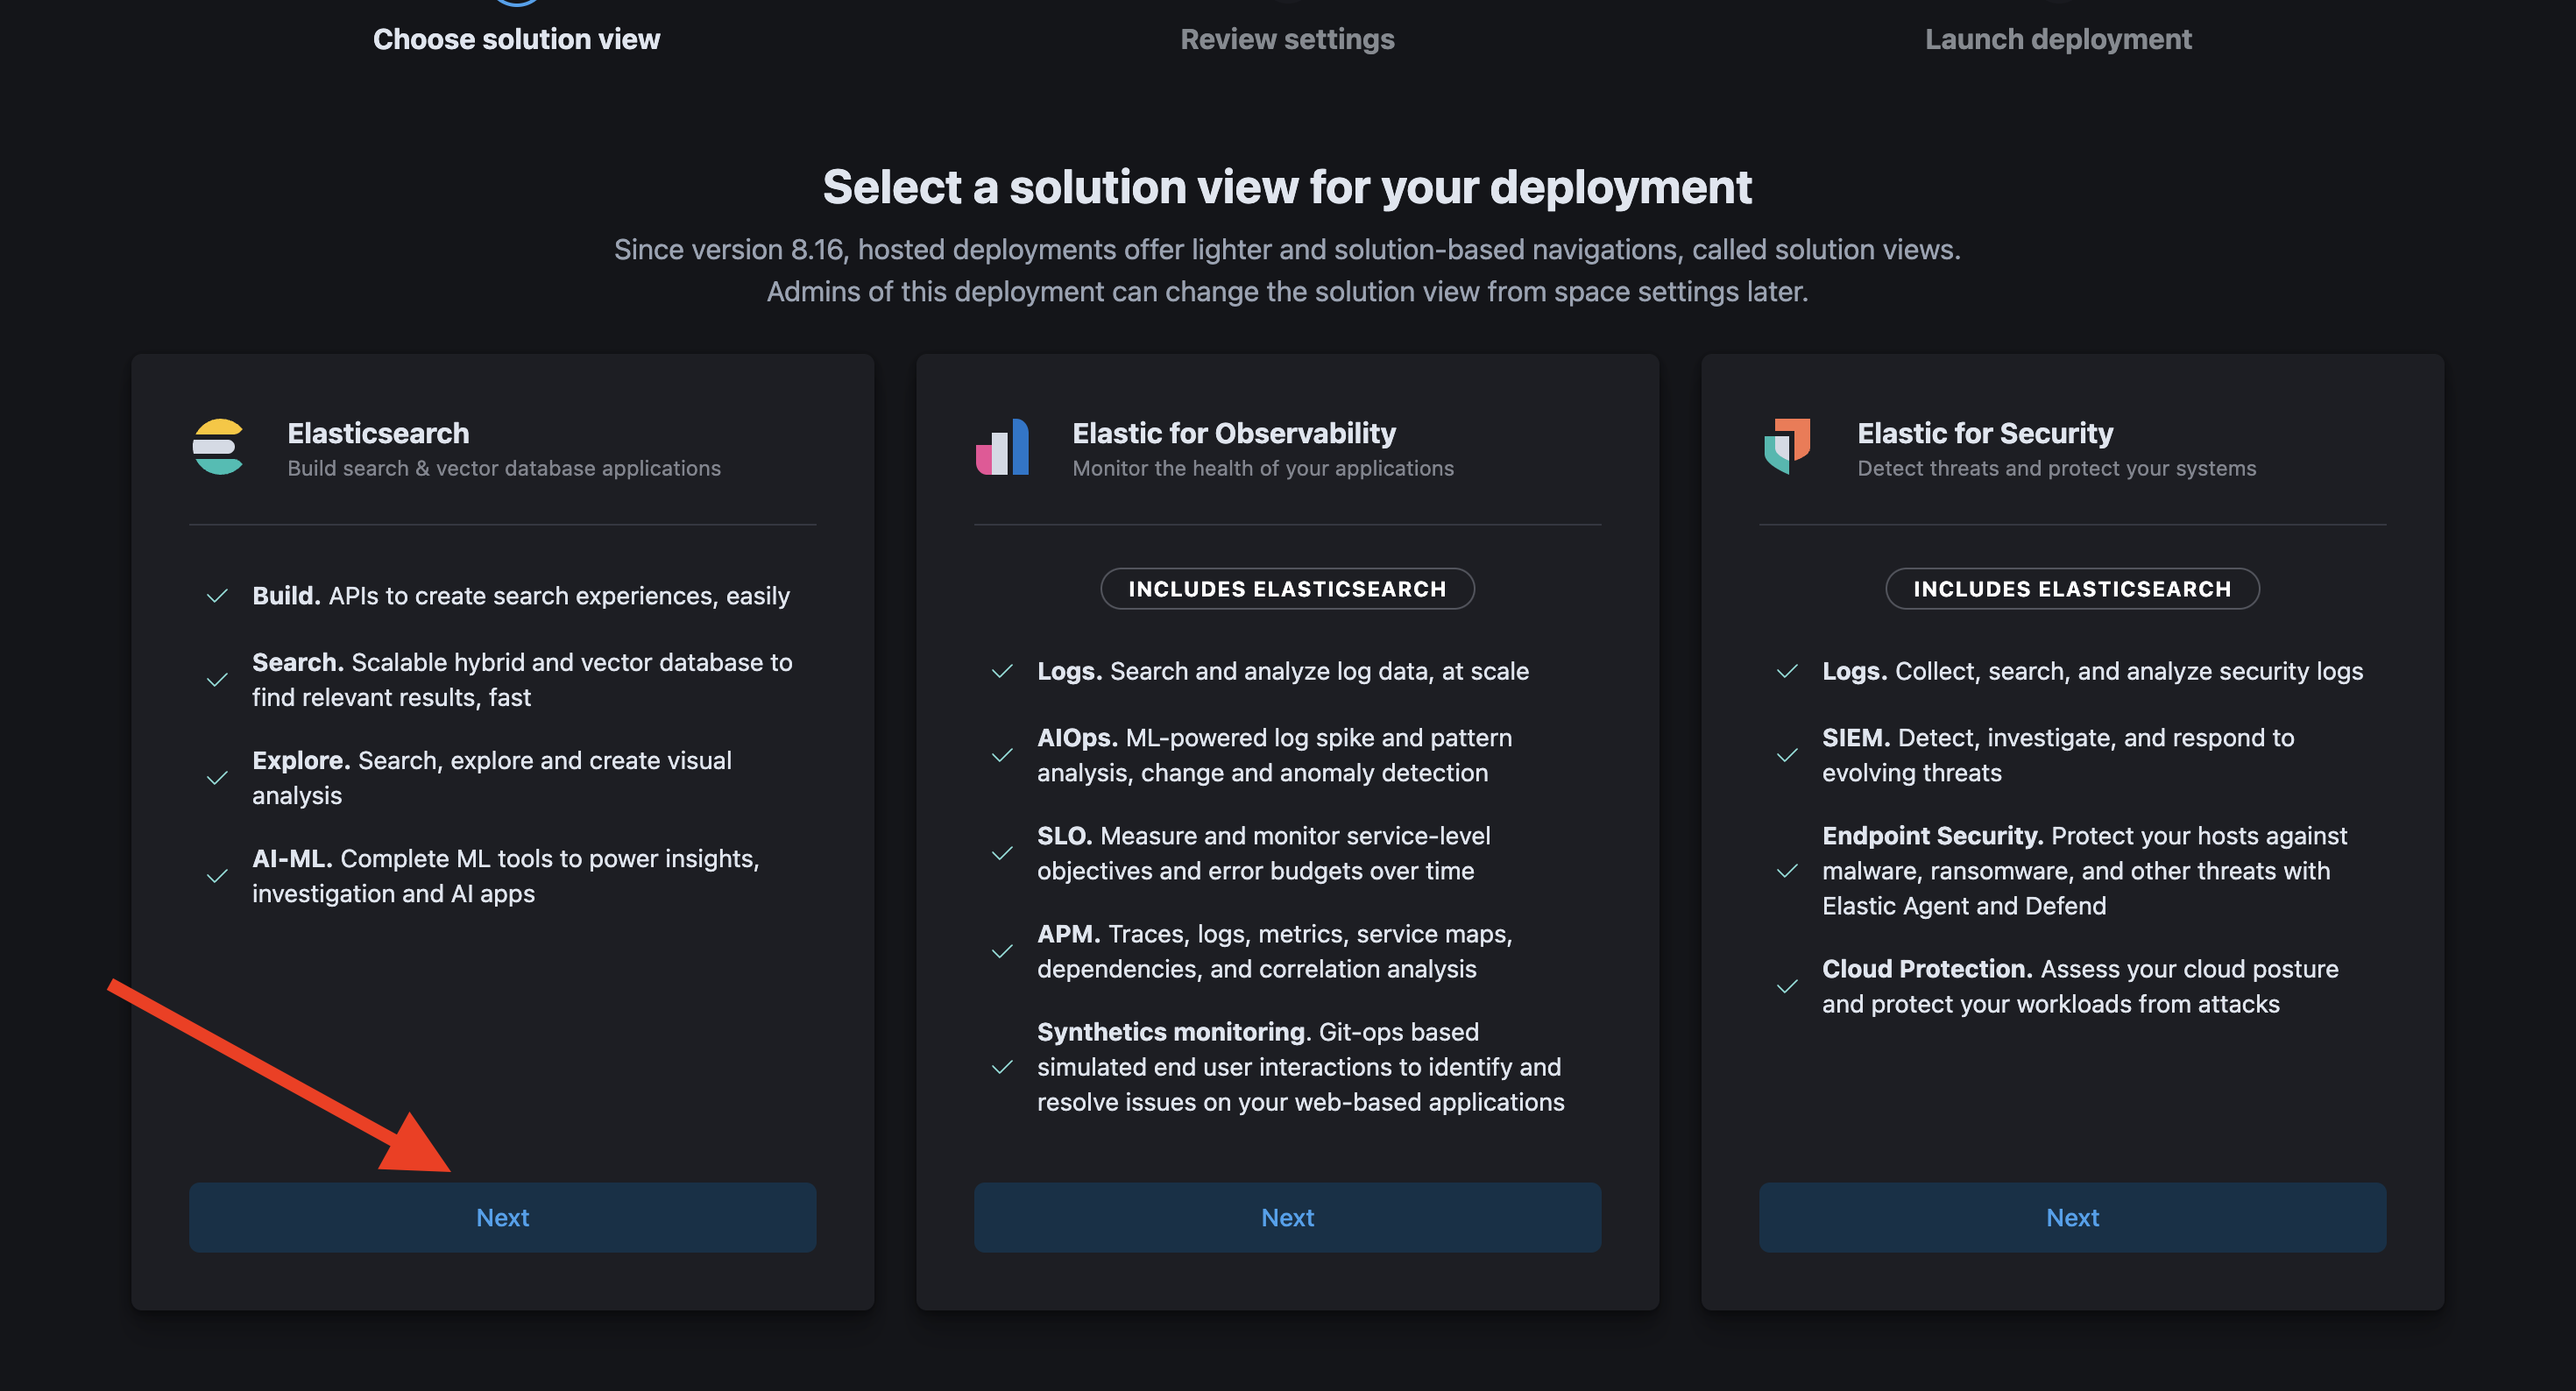 Choose solution view
Review settings
Launch deployment
Select a solution view for your deployment
Since version 8.16, hosted deployments offer lighter and solution-based navigations, called solution views.
Admins of this deployment can change the solution view from space settings later.
Elasticsearch
Build search & vector database applications
Build. APIs to create search experiences, easily
Search. Scalable hybrid and vector database to
find relevant results, fast
Explore. Search, explore and create visual
analysis
AI-ML. Complete ML tools to power insights,
investigation and AI apps
Next
Elastic for Observability
Monitor the health of your applications
INCLUDES ELASTICSEARCH
Logs. Search and analyze log data, at scale
AIOps. ML-powered log spike and pattern
analysis, change and anomaly detection
SLO. Measure and monitor service-level
objectives and error budgets over time
APM. Traces, logs, metrics, service maps,
dependencies, and correlation analysis
Synthetics monitoring. Git-ops based
simulated end user interactions to identify and
resolve issues on your web-based applications
Next
Elastic for Security
Detect threats and protect your systems
INCLUDES ELASTICSEARCH
Logs. Collect, search, and analyze security logs
SIEM. Detect, investigate, and respond to
evolving threats
Endpoint Security. Protect your hosts against
malware, ransomware, and other threats with
Elastic Agent and Defend
Cloud Protection. Assess your cloud posture
and protect your workloads from attacks
Next